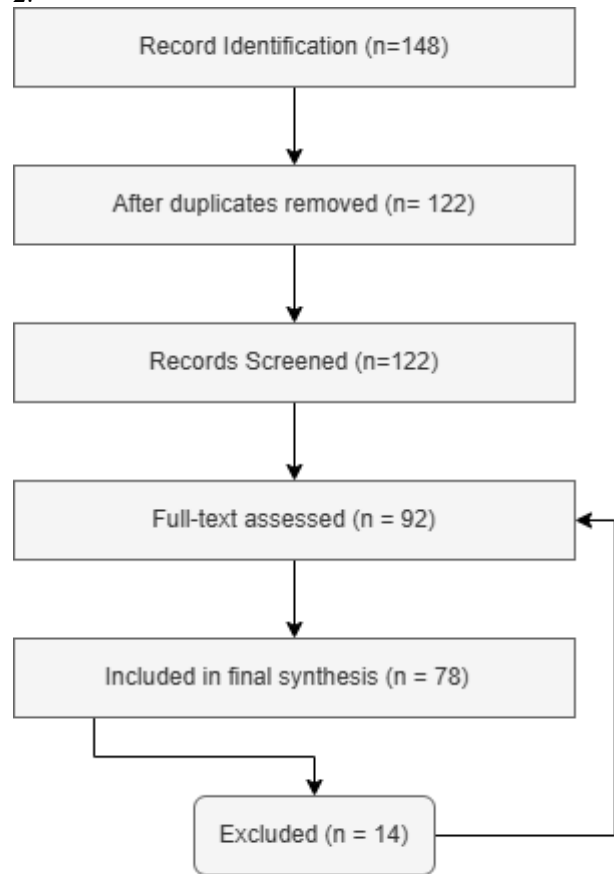 2.
Record Identification (n=148)
After duplicates removed (n= 122)
Records Screened (n=122)
Full-text assessed (n = 92)
Included in final synthesis (n = 78)
Excluded (n = 14)